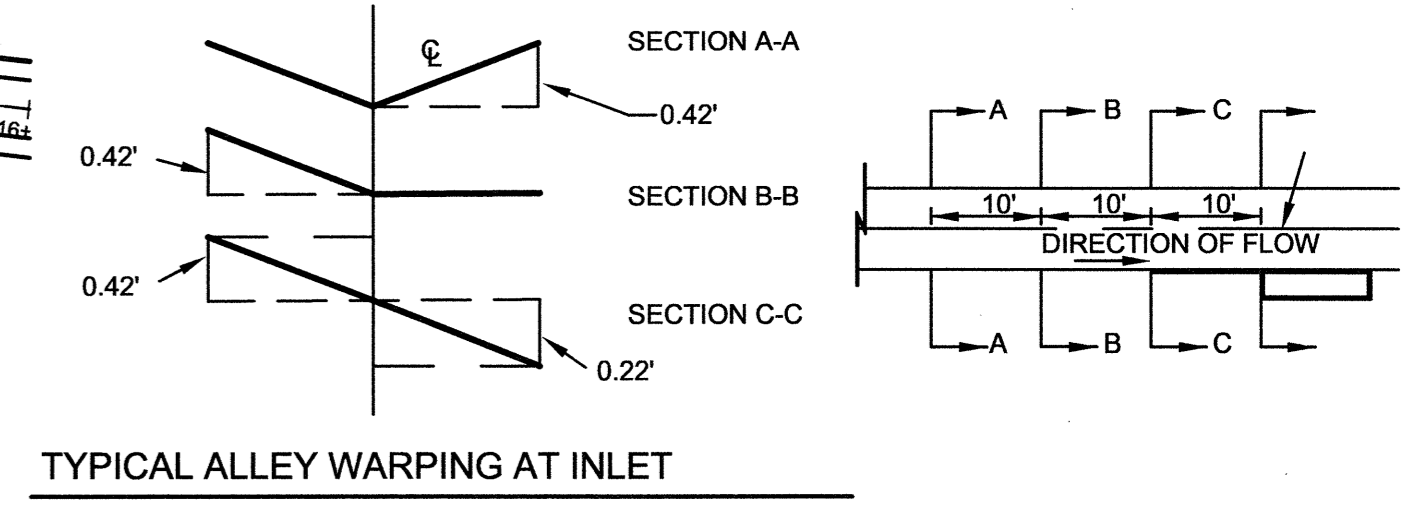 16±
℄
SECTION A-A
0.42'
0.42'
SECTION B-B
0.42'
SECTION C-C
0.22'
A B C
10' 10' 10'
DIRECTION OF FLOW
A B C
TYPICAL ALLEY WARPING AT INLET